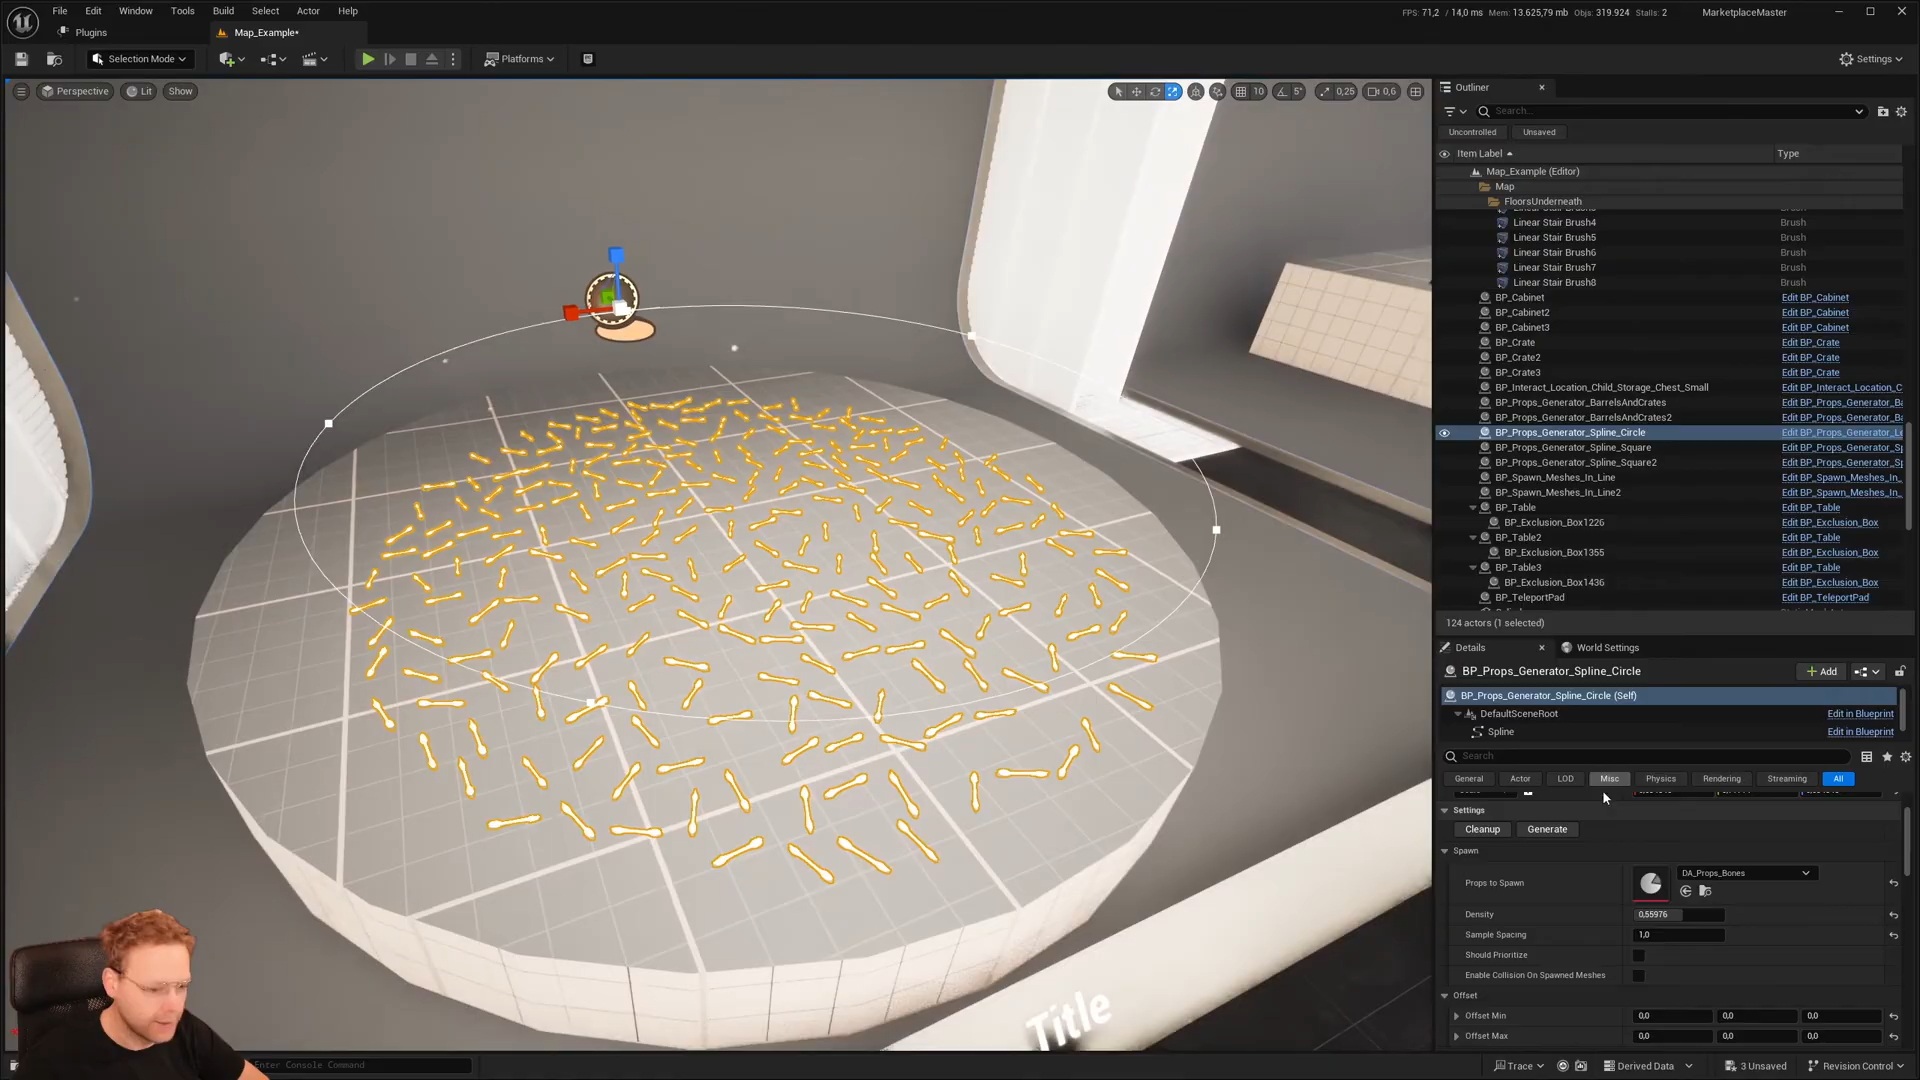 File Edit Window Tools Build Select Actor Help
FPS: 71,2 / 14,0 ms Mem: 13.625,79 mb Objs: 319.924 Stalls: 2
MarketplaceMaster
Plugins
Map_Example*
Selection Mode
Platforms
Settings
Perspective Lit Show
10 5° 0,25 0,6
Outliner
Search...
Uncontrolled Unsaved
Item Label Type
Map_Example (Editor)
Map
FloorsUnderneath
Linear Stair Brush4 Brush
Linear Stair Brush5 Brush
Linear Stair Brush6 Brush
Linear Stair Brush7 Brush
Linear Stair Brush8 Brush
BP_Cabinet Edit BP_Cabinet
BP_Cabinet2 Edit BP_Cabinet
BP_Cabinet3 Edit BP_Cabinet
BP_Crate Edit BP_Crate
BP_Crate2 Edit BP_Crate
BP_Crate3 Edit BP_Crate
BP_Interact_Location_Child_Storage_Chest_Small Edit BP_Interact_Location_C
BP_Props_Generator_BarrelsAndCrates Edit BP_Props_Generator_Ba
BP_Props_Generator_BarrelsAndCrates2 Edit BP_Props_Generator_Ba
BP_Props_Generator_Spline_Circle Edit BP_Props_Generator_Le
BP_Props_Generator_Spline_Square Edit BP_Props_Generator_Sp
BP_Props_Generator_Spline_Square2 Edit BP_Props_Generator_Sp
BP_Spawn_Meshes_In_Line Edit BP_Spawn_Meshes_In_
BP_Spawn_Meshes_In_Line2 Edit BP_Spawn_Meshes_In_
BP_Table Edit BP_Table
BP_Exclusion_Box1226 Edit BP_Exclusion_Box
BP_Table2 Edit BP_Table
BP_Exclusion_Box1355 Edit BP_Exclusion_Box
BP_Table3 Edit BP_Table
BP_Exclusion_Box1436 Edit BP_Exclusion_Box
BP_TeleportPad Edit BP_TeleportPad
124 actors (1 selected)
Details World Settings
BP_Props_Generator_Spline_Circle
Add
BP_Props_Generator_Spline_Circle (Self)
DefaultSceneRoot Edit in Blueprint
Spline Edit in Blueprint
Search
General Actor LOD Misc Physics Rendering Streaming All
Settings
Cleanup Generate
Spawn
Props to Spawn DA_Props_Bones
Density 0,55976
Sample Spacing 1,0
Should Prioritize
Enable Collision On Spawned Meshes
Offset
Offset Min 0,0 0,0 0,0
Offset Max 0,0 0,0 0,0
Title
Enter Console Command
Trace Derived Data 3 Unsaved Revision Control